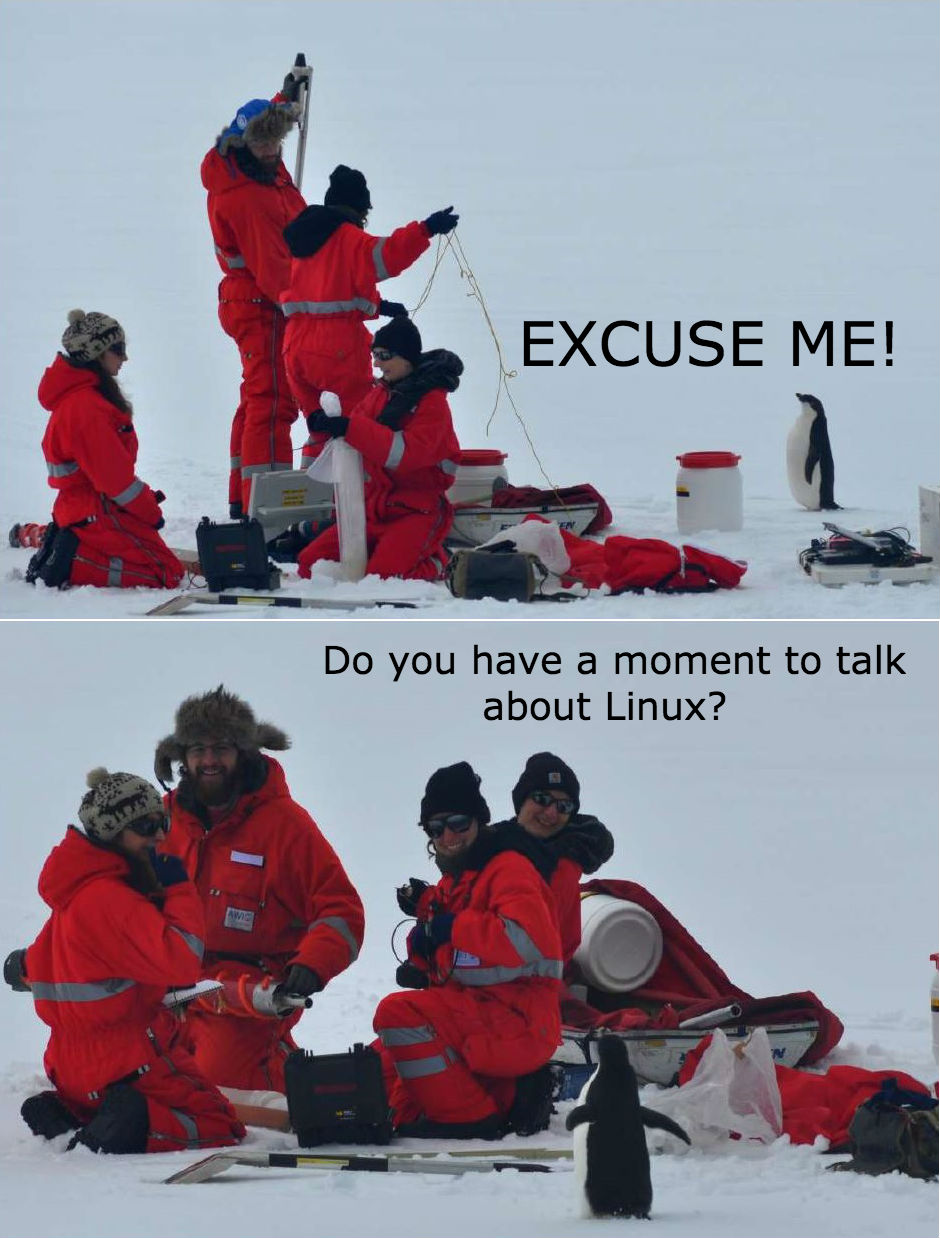 EXCUSE ME!
Do you have a moment to talk
about Linux?
AWI